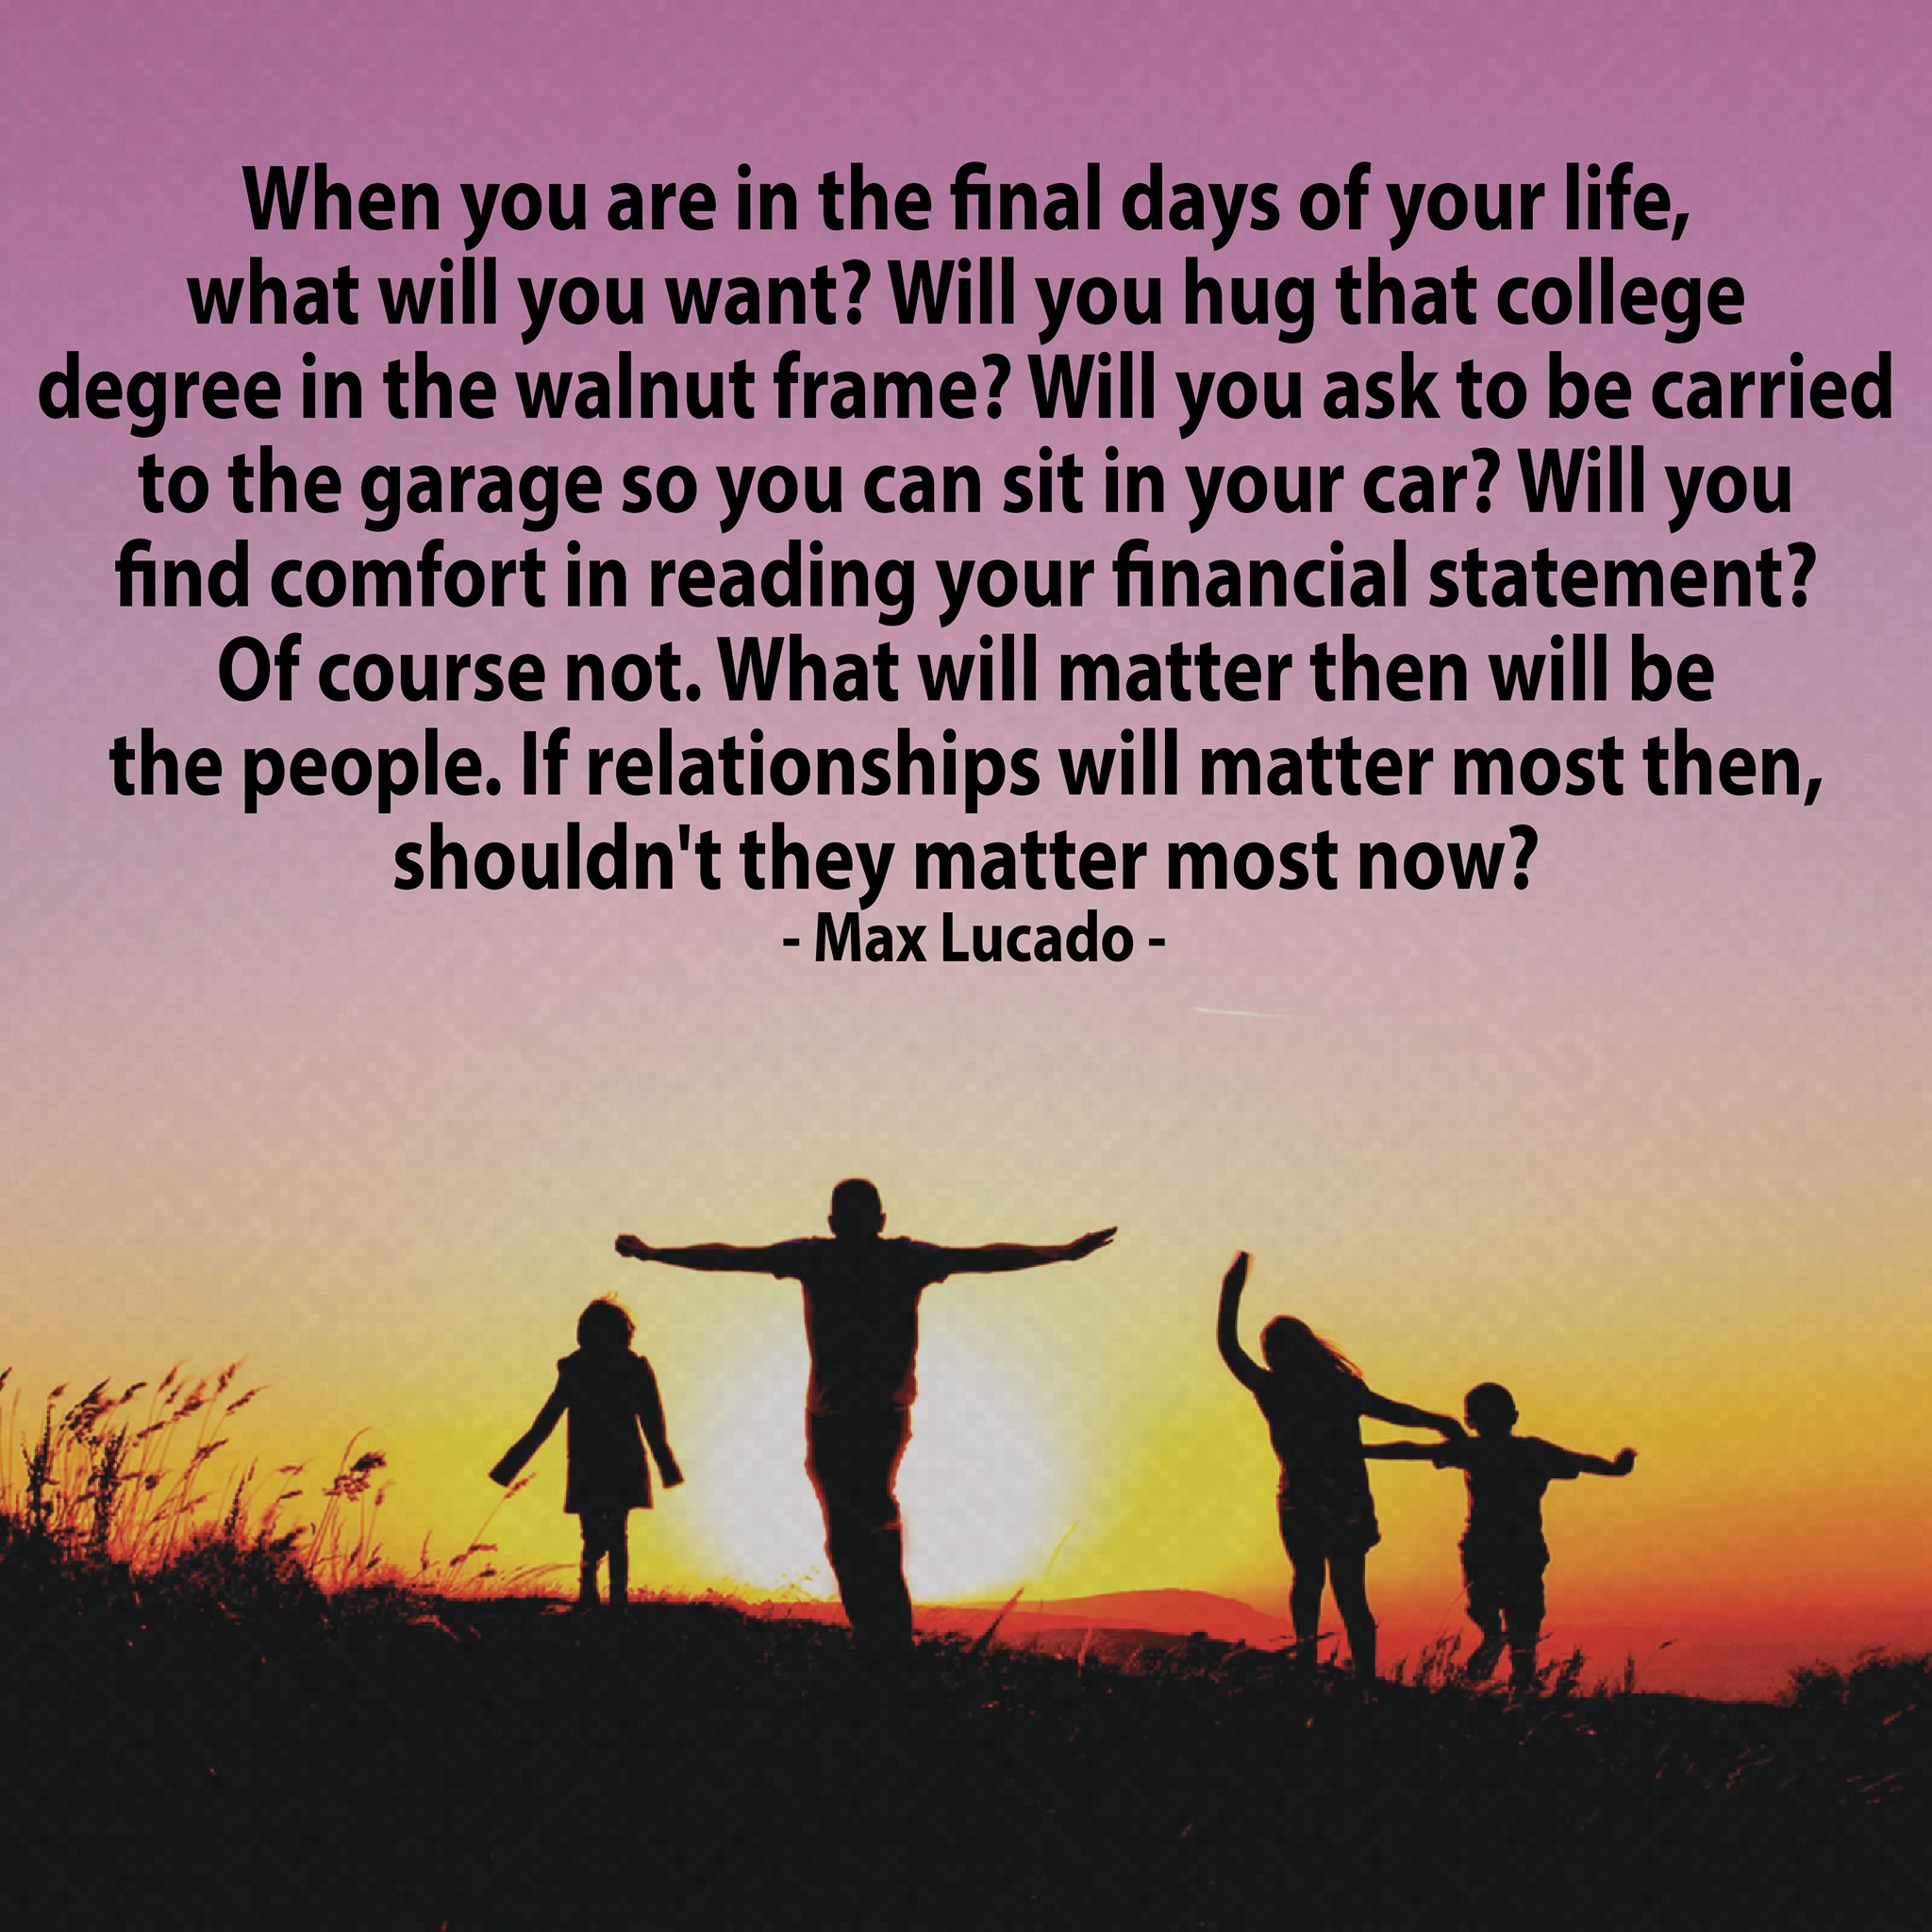 When you are in the final days of your life,
what will you want? Will you hug that college
degree in the walnut frame? Will you ask to be carried
to the garage so you can sit in your car? Will you
find comfort in reading your financial statement?
Of course not. What will matter then will be
the people. If relationships will matter most then,
shouldn't they matter most now?
- Max Lucado -